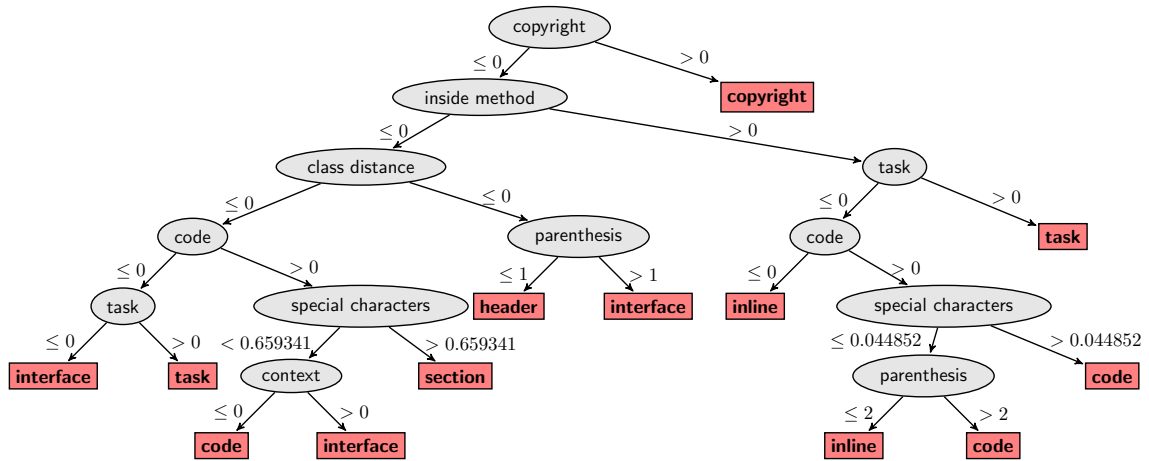 copyright
≤ 0
> 0
inside method
copyright
≤ 0
> 0
class distance
task
≤ 0
≤ 0
≤ 0
> 0
code
parenthesis
code
task
≤ 0
> 0
≤ 1
> 1
≤ 0
> 0
task
special characters
header
interface
inline
special characters
≤ 0
> 0
< 0.659341
> 0.659341
≤ 0.044852
> 0.044852
interface
task
context
section
parenthesis
code
≤ 0
> 0
≤ 2
> 2
code
interface
inline
code